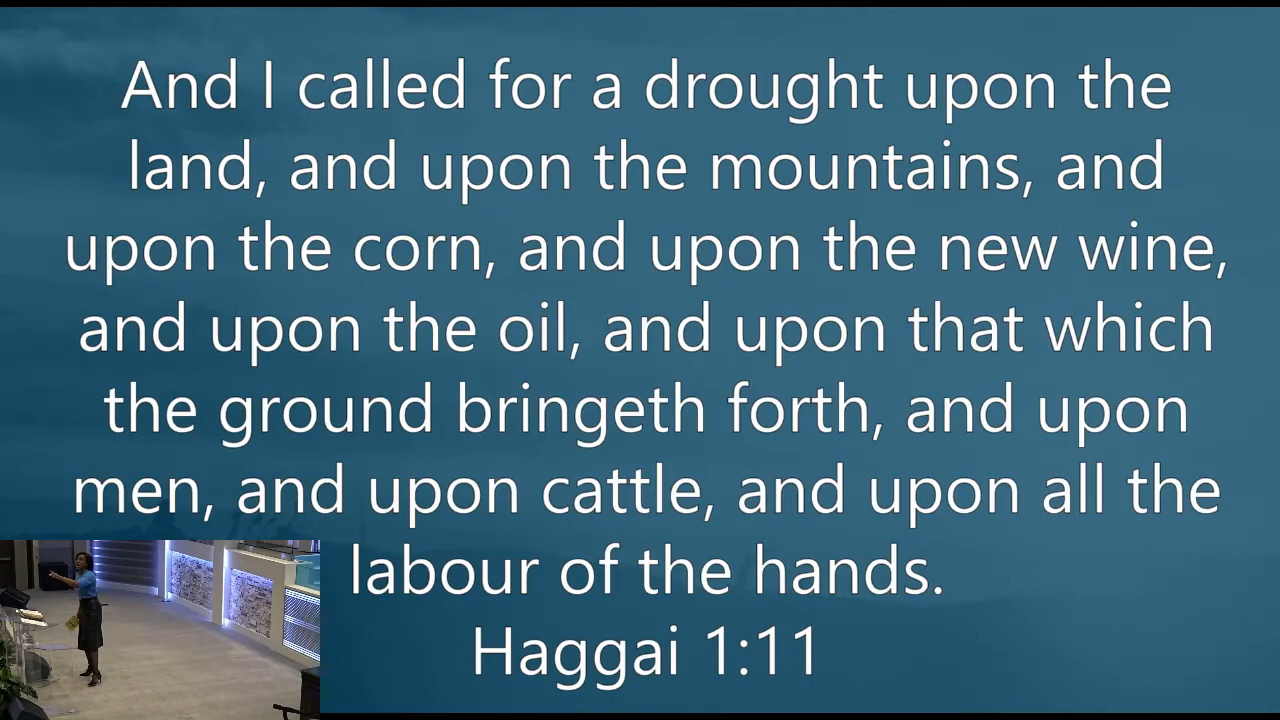 And I called for a drought upon the
land, and upon the mountains, and
upon the corn, and upon the new wine,
and upon the oil, and upon that which
the ground bringeth forth, and upon
men, and upon cattle, and upon all the
labour of the hands.
Haggai 1:11